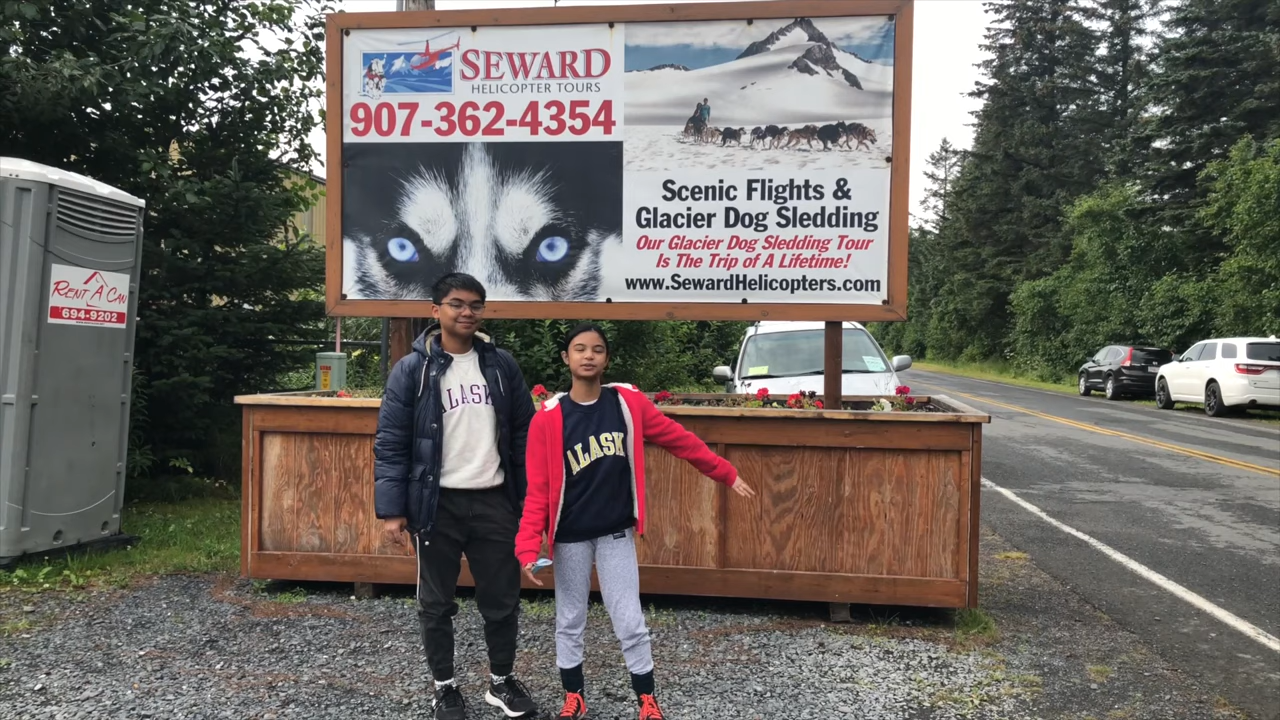 SEWARD
HELICOPTER TOURS
907-362-4354
Scenic Flights &
Glacier Dog Sledding
Our Glacier Dog Sledding Tour
Is The Trip of A Lifetime!
www.SewardHelicopters.com
RENT A CAN
694-9202
ALASK
ALASK